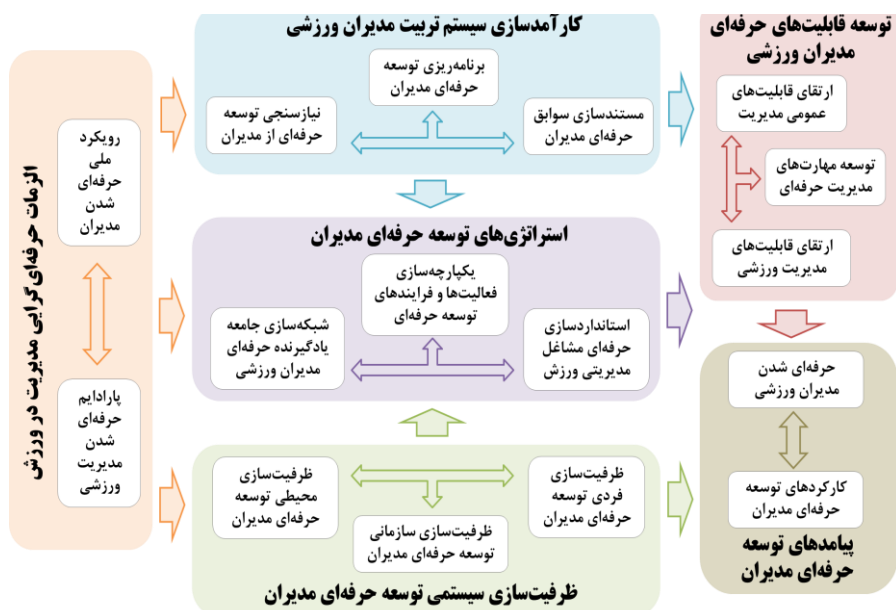 الزمات حرفه‌ای‌گرایی مدیریت در ورزش
رویکرد
ملی
حرفه‌ای
شدن
مدیران
پارادایم
حرفه‌ای
شدن
مدیریت
ورزشی
کارآمدسازی سیستم تربیت مدیران ورزشی
برنامه‌ریزی توسعه
حرفه‌ای مدیران
نیازسنجی توسعه
حرفه‌ای از مدیران
مستندسازی سوابق
حرفه‌ای مدیران
استراتژی‌های توسعه حرفه‌ای مدیران
یکپارچه‌سازی
فعالیت‌ها و فرایندهای
توسعه حرفه‌ای
شبکه‌سازی جامعه
یادگیرنده حرفه‌ای
مدیران ورزشی
استانداردسازی
حرفه‌ای مشاغل
مدیریتی ورزش
ظرفیت‌سازی
محیطی توسعه
حرفه‌ای مدیران
ظرفیت‌سازی
فردی توسعه
حرفه‌ای مدیران
ظرفیت‌سازی سازمانی
توسعه حرفه‌ای مدیران
ظرفیت‌سازی سیستمی توسعه حرفه‌ای مدیران
توسعه قابلیت‌های حرفه‌ای
مدیران ورزشی
ارتقای قابلیت‌های
عمومی مدیریت
توسعه مهارت‌های
مدیریت حرفه‌ای
ارتقای قابلیت‌های
مدیریت ورزشی
حرفه‌ای شدن
مدیران ورزشی
کارکردهای توسعه
حرفه‌ای مدیران
پیامدهای توسعه
حرفه‌ای مدیران